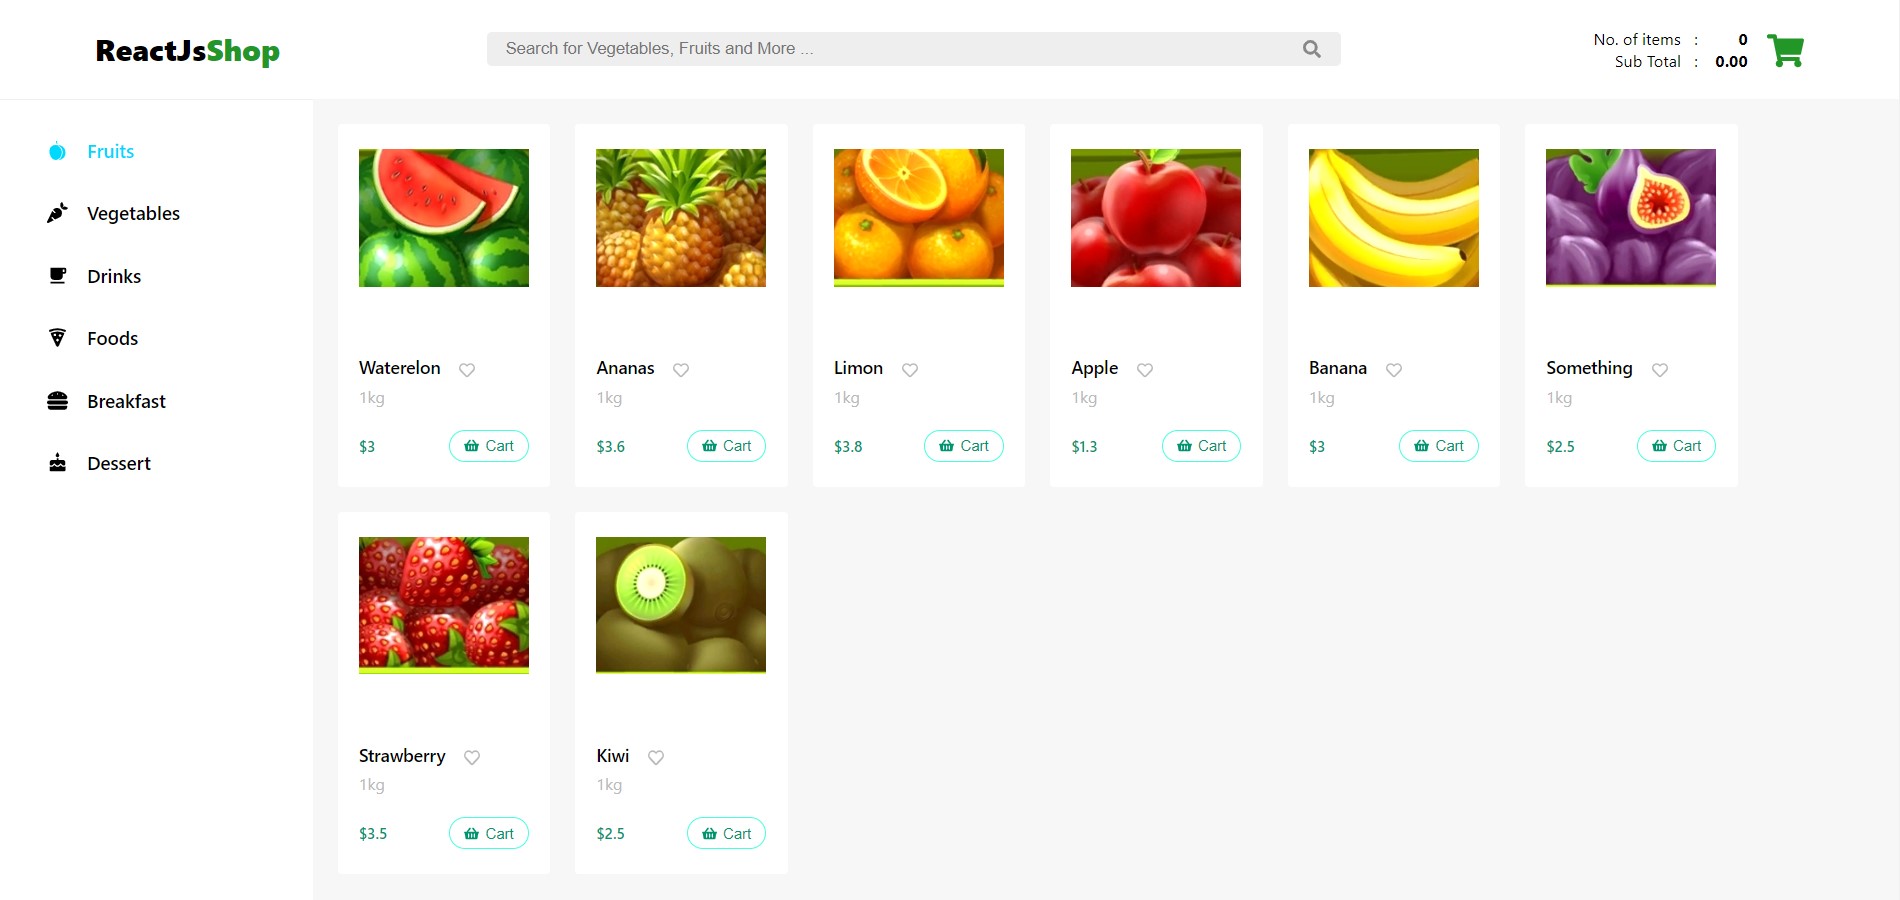 ReactJsShop
Search for Vegetables, Fruits and More ...
No. of items : 0
Sub Total : 0.00
Fruits
Vegetables
Drinks
Foods
Breakfast
Dessert
Waterelon
1kg
$3 Cart
Ananas
1kg
$3.6 Cart
Limon
1kg
$3.8 Cart
Apple
1kg
$1.3 Cart
Banana
1kg
$3 Cart
Something
1kg
$2.5 Cart
Strawberry
1kg
$3.5 Cart
Kiwi
1kg
$2.5 Cart